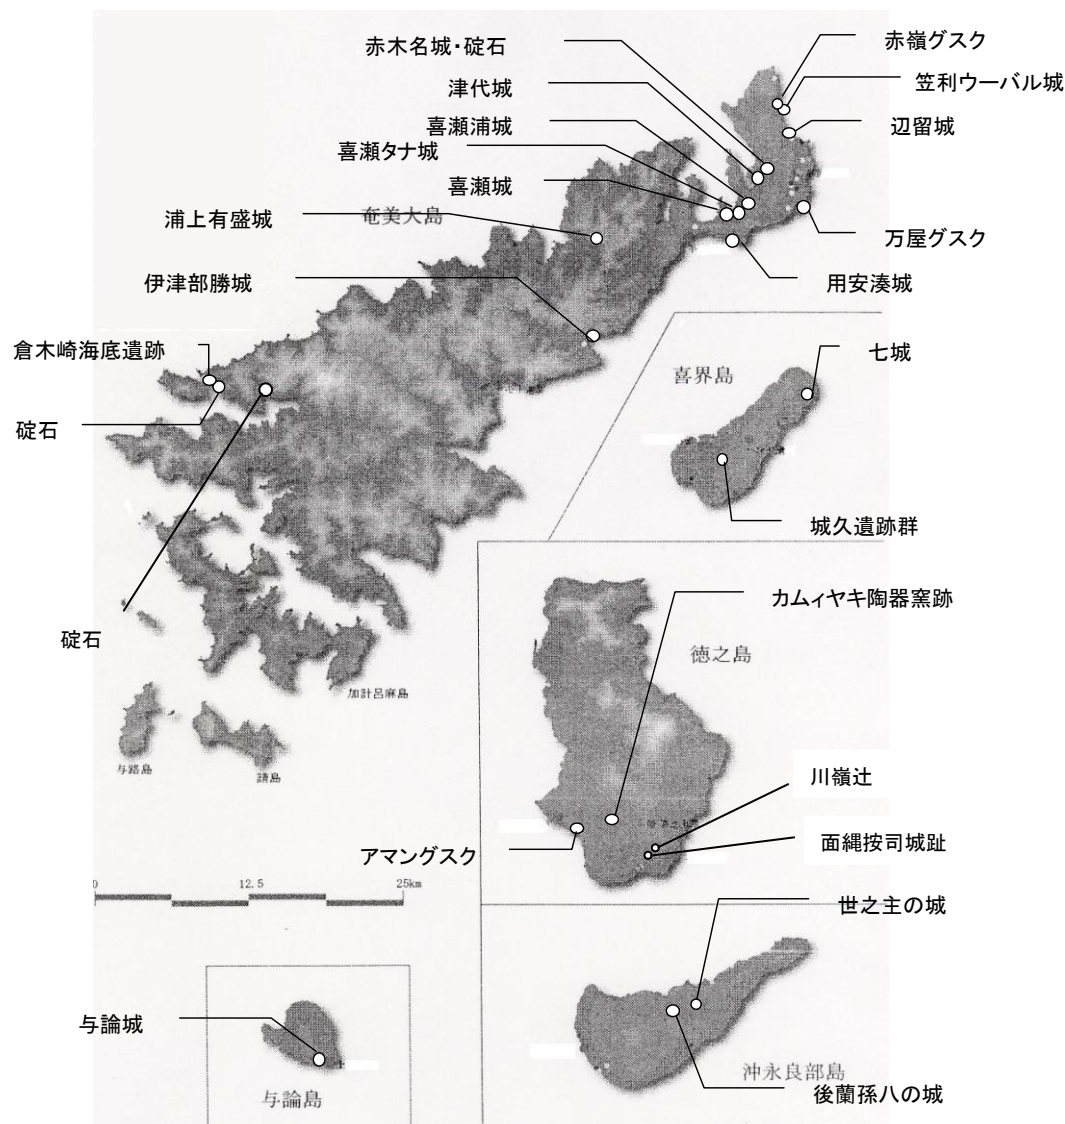 赤嶺グスク
赤木名城・碇石
笠利ウーバル城
津代城
喜瀬浦城
辺留城
喜瀬タナ城
喜瀬城
浦上有盛城
奄美大島
万屋グスク
伊津部勝城
用安湊城
倉木崎海底遺跡
七城
喜界島
碇石
城久遺跡群
カムィヤキ陶器窯跡
碇石
徳之島
加計呂麻島
与路島
請島
川嶺辻
面縄按司城趾
アマングスク
0 12.5 25km
世之主の城
与論城
沖永良部島
後蘭孫八の城
与論島